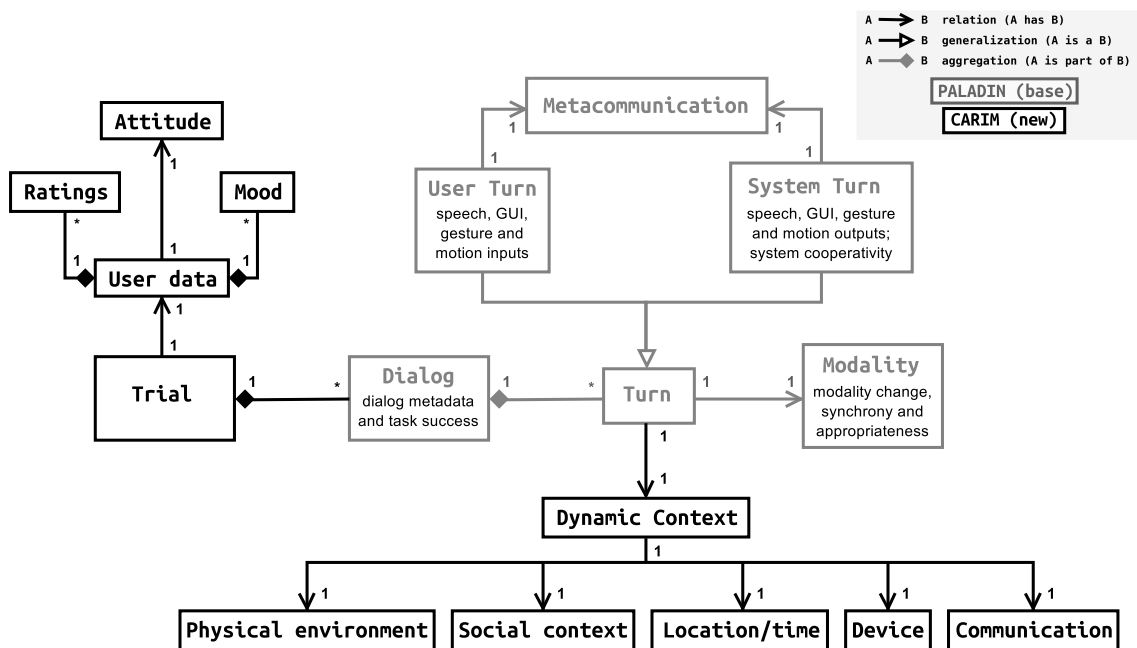 A B relation (A has B)
A B generalization (A is a B)
A B aggregation (A is part of B)
PALADIN (base)
CARIM (new)
Metacommunication
1
1
1
1
Attitude
1
1
Ratings
*
1
Mood
*
1
User data
1
1
User Turn
speech, GUI,
gesture and
motion inputs
System Turn
speech, GUI, gesture
and motion outputs;
system cooperativity
Trial
1
*
Dialog
dialog metadata
and task success
1
*
Turn
1
1
Modality
modality change,
synchrony and
appropriateness
1
1
Dynamic Context
1
1
1
1
1
1
Physical environment
Social context
Location/time
Device
Communication